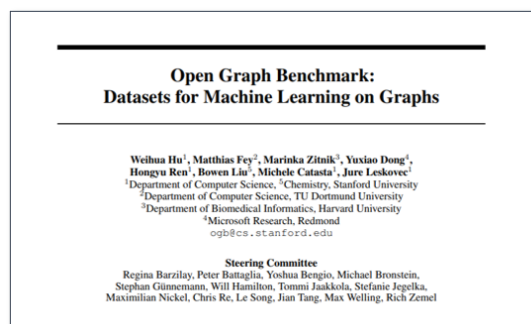 Open Graph Benchmark:
Datasets for Machine Learning on Graphs
Weihua Hu¹, Matthias Fey², Marinka Zitnik³, Yuxiao Dong⁴,
Hongyu Ren¹, Bowen Liu⁵, Michele Catasta¹, Jure Leskovec¹
¹Department of Computer Science, ⁵Chemistry, Stanford University
²Department of Computer Science, TU Dortmund University
³Department of Biomedical Informatics, Harvard University
⁴Microsoft Research, Redmond
ogb@cs.stanford.edu
Steering Committee
Regina Barzilay, Peter Battaglia, Yoshua Bengio, Michael Bronstein,
Stephan Günnemann, Will Hamilton, Tommi Jaakkola, Stefanie Jegelka,
Maximilian Nickel, Chris Re, Le Song, Jian Tang, Max Welling, Rich Zemel